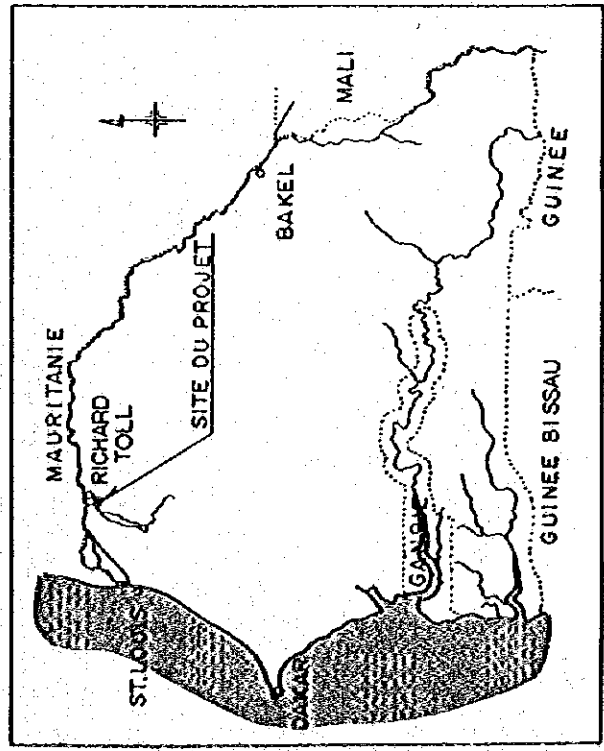 MAURITANIE
RICHARD
TOLL
ST. LOUIS
SITE DU PROJET
BAKEL
MALI
DAKAR
GAMBIE
GUINEE BISSAU
GUINEE